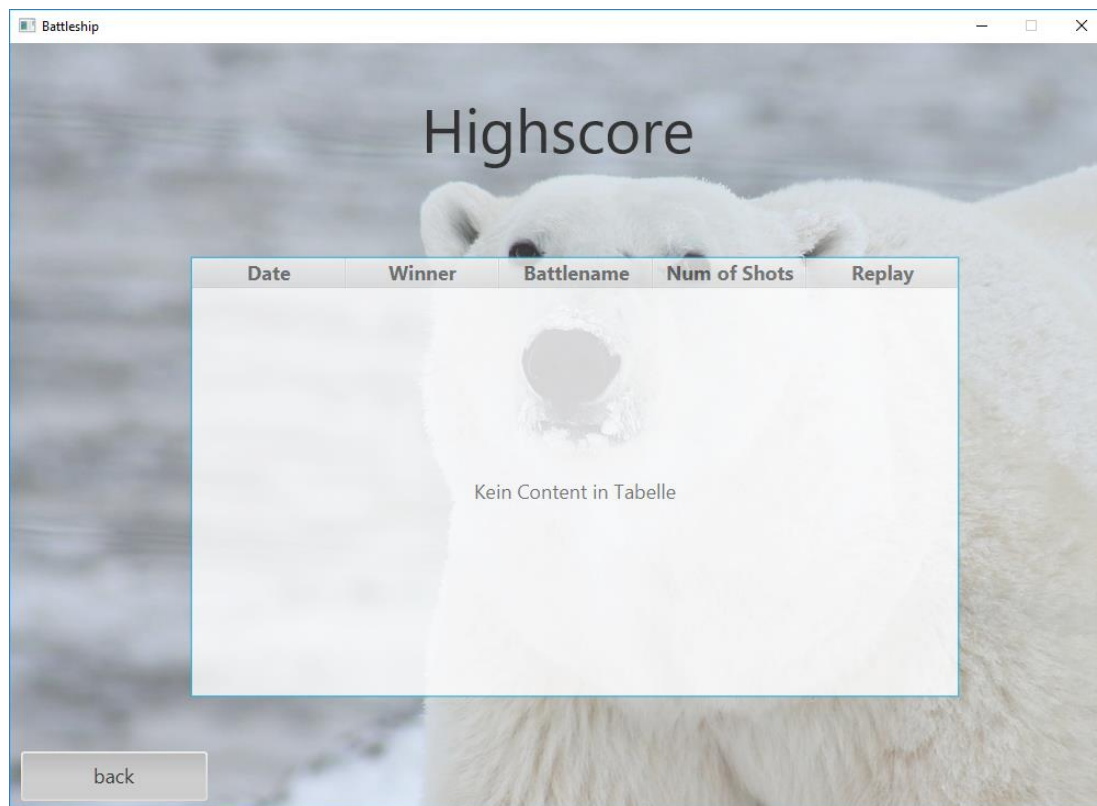 Battleship
Highscore
Date Winner Battlename Num of Shots Replay
Kein Content in Tabelle
back